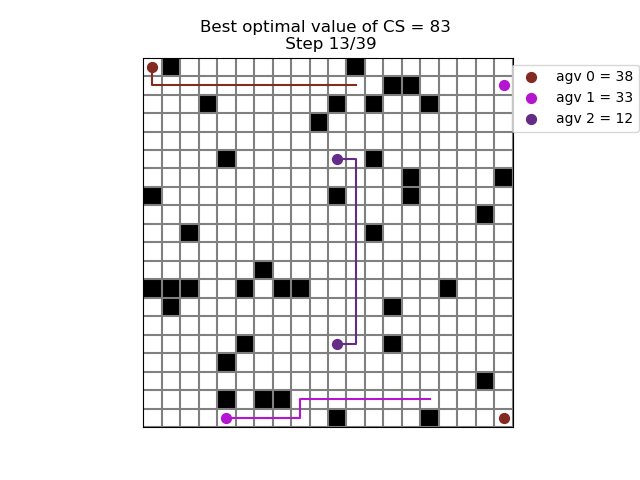 Best optimal value of CS = 83
Step 13/39
agv 0 = 38
agv 1 = 33
agv 2 = 12